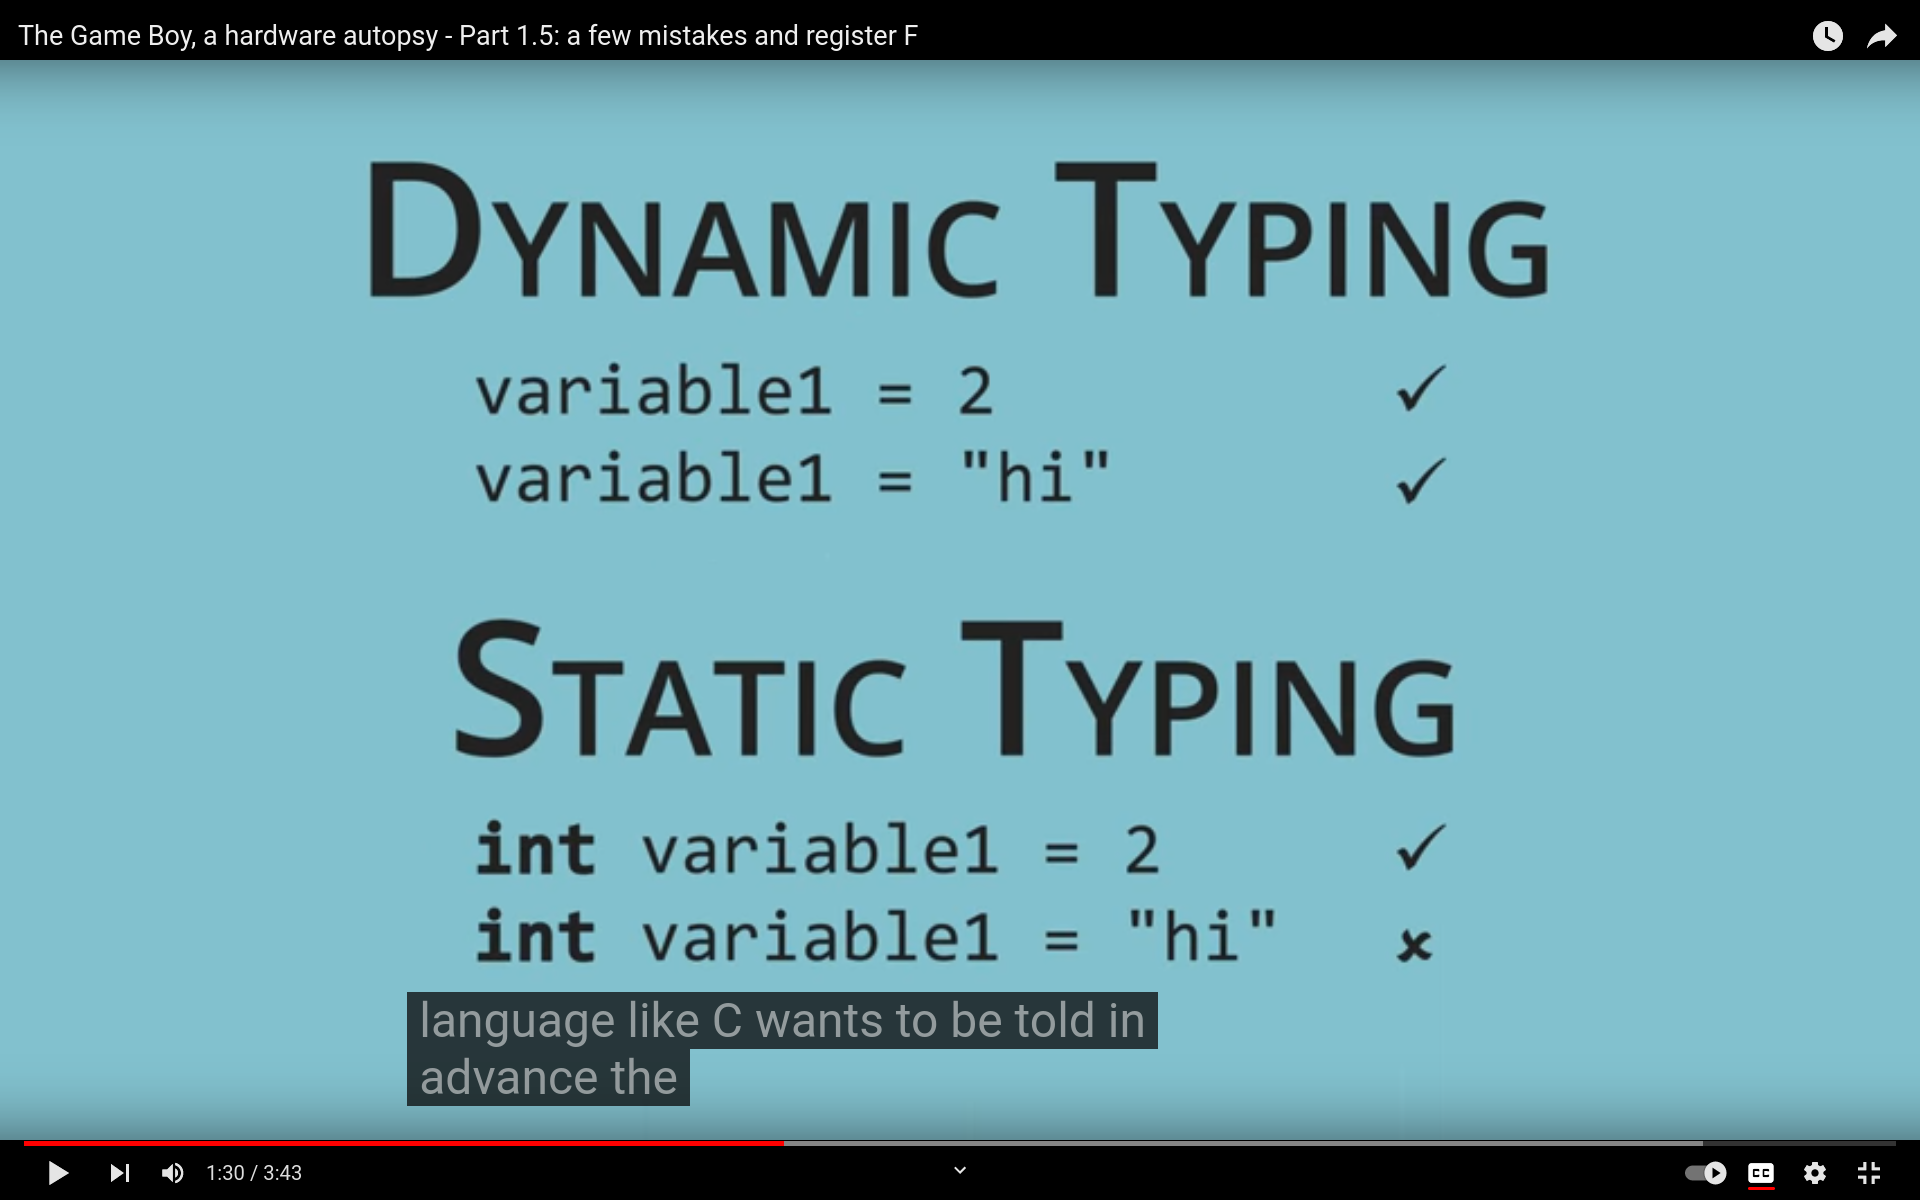 The Game Boy, a hardware autopsy - Part 1.5: a few mistakes and register F
DYNAMIC TYPING
variable1 = 2 ✓
variable1 = "hi" ✓
STATIC TYPING
int variable1 = 2 ✓
int variable1 = "hi" ✘
language like C wants to be told in
advance the
1:30 / 3:43
CC